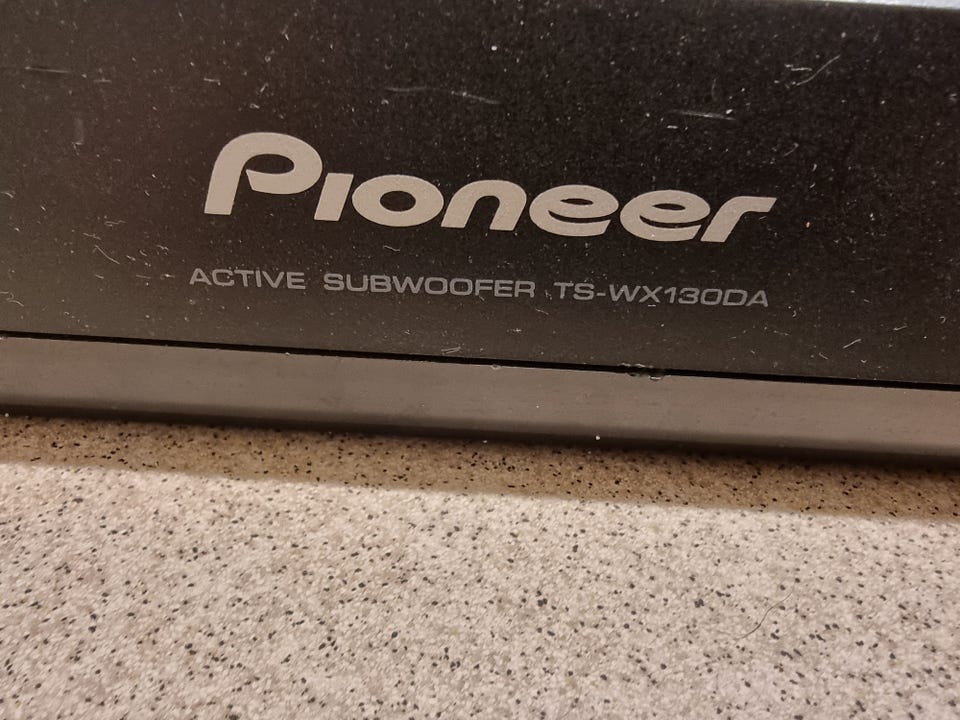 Pioneer
ACTIVE SUBWOOFER TS-WX130DA